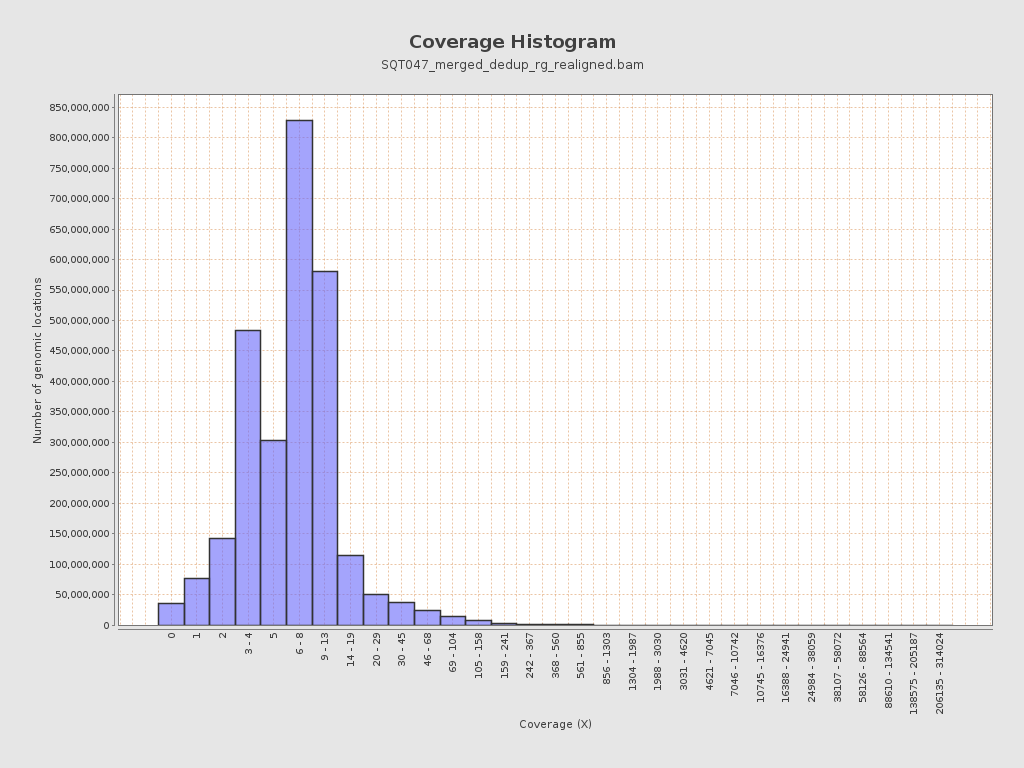 Coverage Histogram
SQT047_merged_dedup_rg_realigned.bam
Number of genomic locations
850,000,000
800,000,000
750,000,000
700,000,000
650,000,000
600,000,000
550,000,000
500,000,000
450,000,000
400,000,000
350,000,000
300,000,000
250,000,000
200,000,000
150,000,000
100,000,000
50,000,000
0
0
1
2
3 - 4
5
6 - 8
9 - 13
14 - 19
20 - 29
30 - 45
46 - 68
69 - 104
105 - 158
159 - 241
242 - 367
368 - 560
561 - 855
856 - 1303
1304 - 1987
1988 - 3030
3031 - 4620
4621 - 7045
7046 - 10742
10745 - 16376
16388 - 24941
24984 - 38059
38107 - 58072
58126 - 88564
88610 - 134541
138575 - 205187
206135 - 314024
Coverage (X)